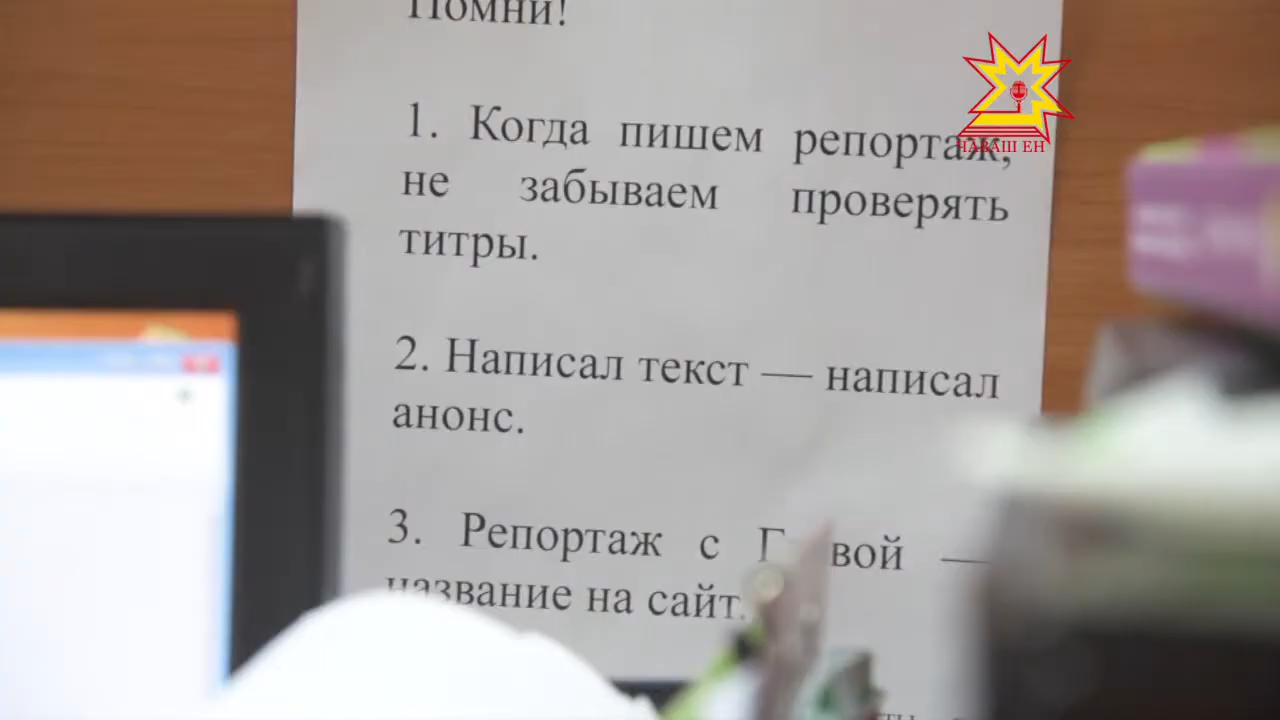 Помни!
1. Когда пишем репортаж,
не забываем проверять
титры.
2. Написал текст — написал
анонс.
3. Репортаж с —
название на сайт.
ЧӐВАШ ЕН